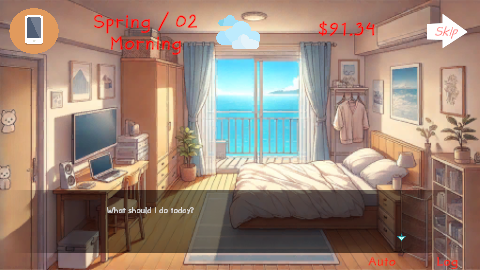 Spring / 02
Morning
$91.34
Skip
What should I do today?
Auto
Log